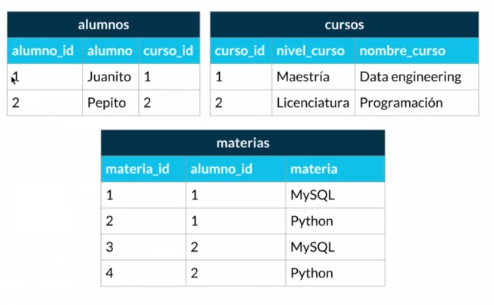 alumnos
alumno_id alumno curso_id
1 Juanito 1
2 Pepito 2
cursos
curso_id nivel_curso nombre_curso
1 Maestría Data engineering
2 Licenciatura Programación
materias
materia_id alumno_id materia
1 1 MySQL
2 1 Python
3 2 MySQL
4 2 Python